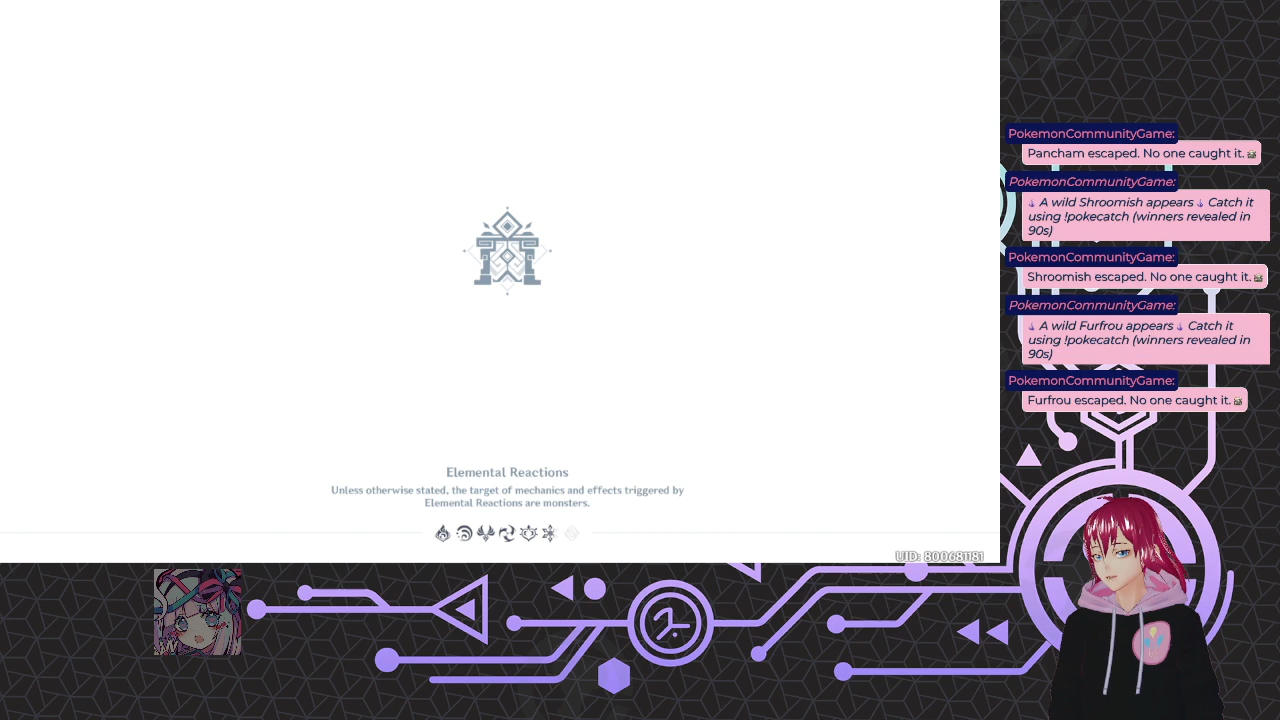 PokemonCommunityGame:
Pancham escaped. No one caught it.
PokemonCommunityGame:
A wild Shroomish appears Catch it
using !pokecatch (winners revealed in
90s)
PokemonCommunityGame:
Shroomish escaped. No one caught it.
PokemonCommunityGame:
A wild Furfrou appears Catch it
using !pokecatch (winners revealed in
90s)
PokemonCommunityGame:
Furfrou escaped. No one caught it.
Elemental Reactions
Unless otherwise stated, the target of mechanics and effects triggered by
Elemental Reactions are monsters.
UID: 800681181